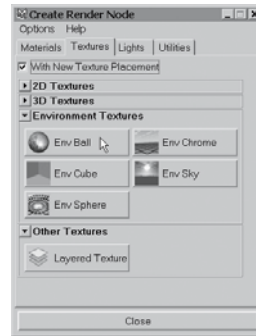 Create Render Node
Options Help
Materials Textures Lights Utilities
With New Texture Placement
2D Textures
3D Textures
Environment Textures
Env Ball Env Chrome
Env Cube Env Sky
Env Sphere
Other Textures
Layered Texture
Close